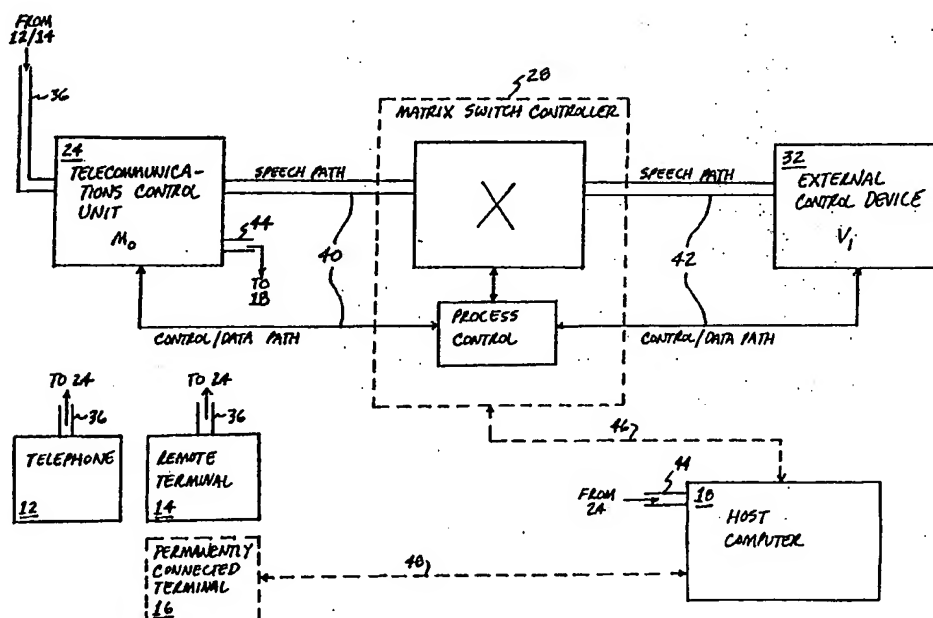 FROM
12/14
36
24
TELECOMMUNICA-
TIONS CONTROL
UNIT
M0
SPEECH PATH
44
TO
18
40
CONTROL/DATA PATH
28
MATRIX SWITCH CONTROLLER
X
PROCESS
CONTROL
SPEECH PATH
42
CONTROL/DATA PATH
32
EXTERNAL
CONTROL DEVICE
V1
TO 24
36
TELEPHONE
12
TO 24
36
REMOTE
TERMINAL
14
PERMANENTLY
CONNECTED
TERMINAL
16
48
46
44
FROM
24
18
HOST
COMPUTER